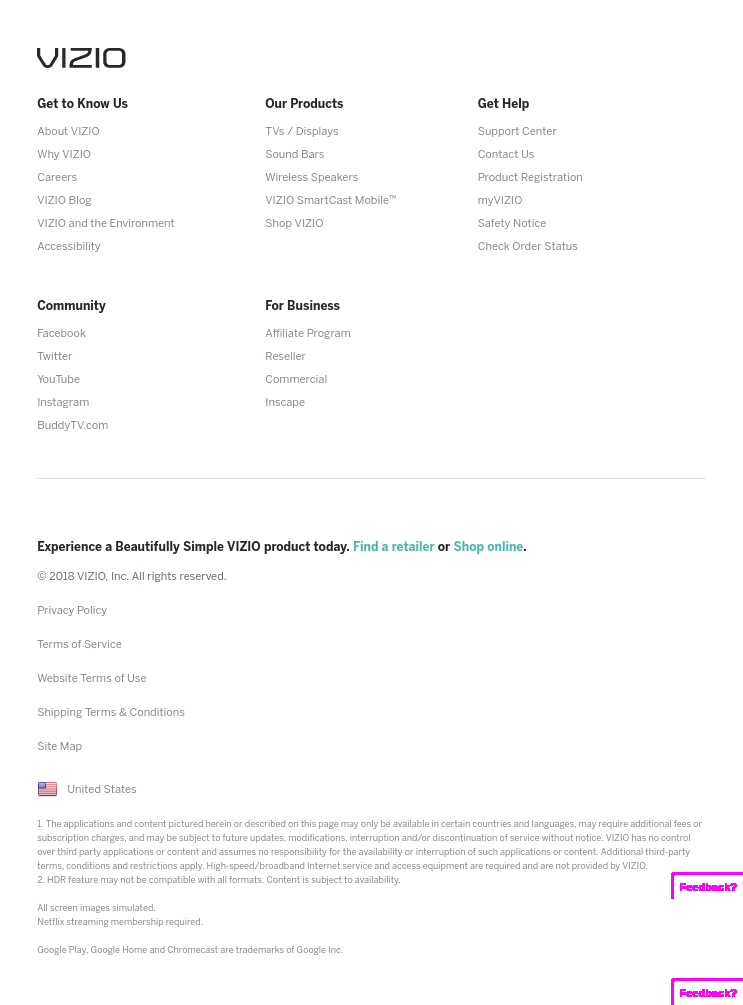 VIZIO
Get to Know Us
About VIZIO
Why VIZIO
Careers
VIZIO Blog
VIZIO and the Environment
Accessibility
Our Products
TVs / Displays
Sound Bars
Wireless Speakers
VIZIO SmartCast Mobile™
Shop VIZIO
Get Help
Support Center
Contact Us
Product Registration
myVIZIO
Safety Notice
Check Order Status
Community
Facebook
Twitter
YouTube
Instagram
BuddyTV.com
For Business
Affiliate Program
Reseller
Commercial
Inscape
Experience a Beautifully Simple VIZIO product today. Find a retailer or Shop online.
© 2018 VIZIO, Inc. All rights reserved.
Privacy Policy
Terms of Service
Website Terms of Use
Shipping Terms & Conditions
Site Map
United States
1. The applications and content pictured herein or described on this page may only be available in certain countries and languages, may require additional fees or
subscription charges, and may be subject to future updates, modifications, interruption and/or discontinuation of service without notice. VIZIO has no control
over third party applications or content and assumes no responsibility for the availability or interruption of such applications or content. Additional third-party
terms, conditions and restrictions apply. High-speed/broadband Internet service and access equipment are required and are not provided by VIZIO.
2. HDR feature may not be compatible with all formats. Content is subject to availability.
Feedback?
All screen images simulated.
Netflix streaming membership required.
Google Play, Google Home and Chromecast are trademarks of Google Inc.
Feedback?